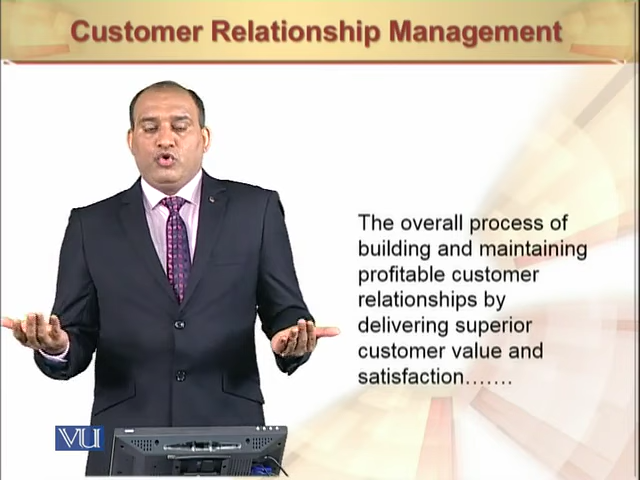 Customer Relationship Management
The overall process of
building and maintaining
profitable customer
relationships by
delivering superior
customer value and
satisfaction…….
VU